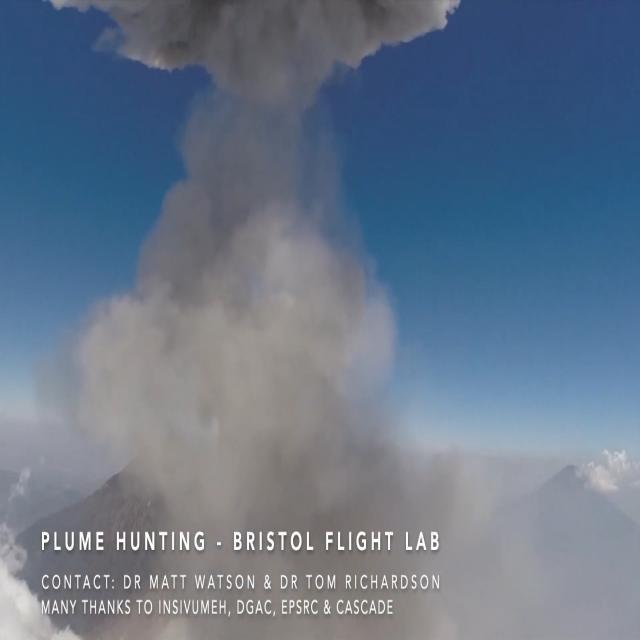 PLUME HUNTING - BRISTOL FLIGHT LAB
CONTACT: DR MATT WATSON & DR TOM RICHARDSON
MANY THANKS TO INSIVUMEH, DGAC, EPSRC & CASCADE